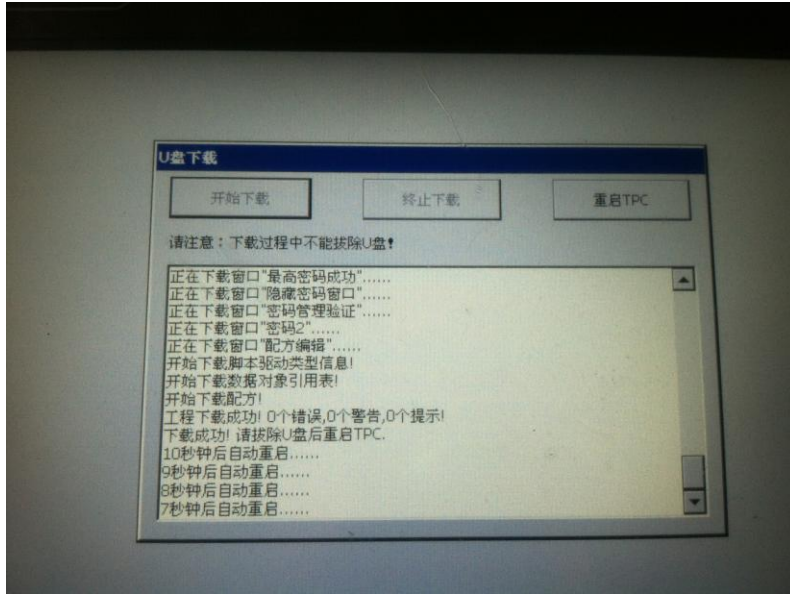 U盘下载
开始下载 终止下载 重启TPC
请注意：下载过程中不能拔除U盘!
正在下载窗口"最高密码成功"......
正在下载窗口"隐藏密码窗口"......
正在下载窗口"密码管理验证"......
正在下载窗口"密码2"......
正在下载窗口"配方编辑"......
开始下载脚本驱动类型信息!
开始下载数据对象引用表!
开始下载配方!
工程下载成功! 0个错误,0个警告,0个提示!
下载成功! 请拔除U盘后重启TPC.
10秒钟后自动重启......
9秒钟后自动重启......
8秒钟后自动重启......
7秒钟后自动重启......